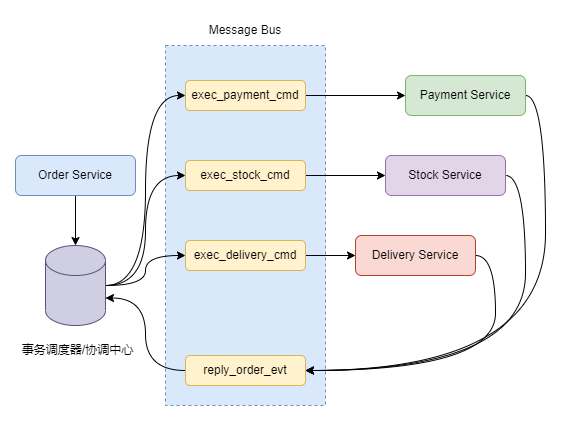 Message Bus
exec_payment_cmd
Payment Service
Order Service
exec_stock_cmd
Stock Service
exec_delivery_cmd
Delivery Service
事务调度器/协调中心
reply_order_evt